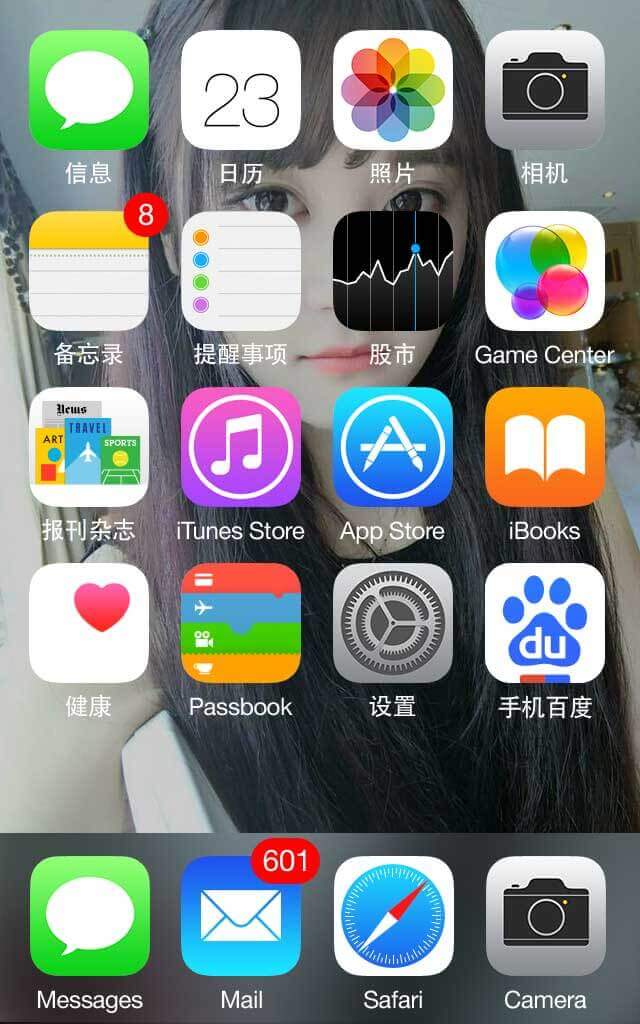 23
信息
日历
照片
相机
8
备忘录
提醒事项
股市
Game Center
News
ART
TRAVEL
SPORTS
报刊杂志
iTunes Store
App Store
iBooks
健康
Passbook
设置
du
手机百度
601
Messages
Mail
Safari
Camera